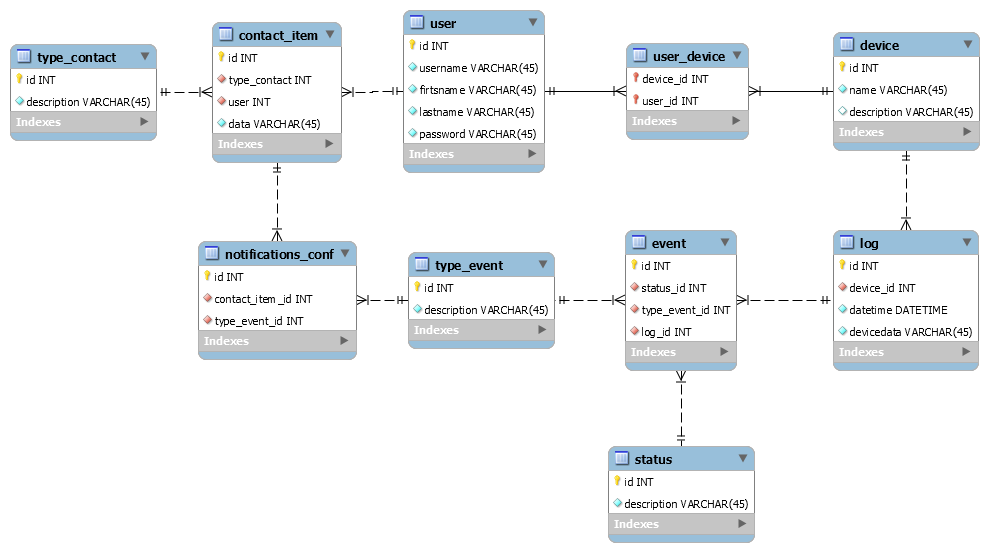 type_contact
id INT
description VARCHAR(45)
Indexes
contact_item
id INT
type_contact INT
user INT
data VARCHAR(45)
Indexes
user
id INT
username VARCHAR(45)
firtsname VARCHAR(45)
lastname VARCHAR(45)
password VARCHAR(45)
Indexes
user_device
device_id INT
user_id INT
Indexes
device
id INT
name VARCHAR(45)
description VARCHAR(45)
Indexes
notifications_conf
id INT
contact_item_id INT
type_event_id INT
Indexes
type_event
id INT
description VARCHAR(45)
Indexes
event
id INT
status_id INT
type_event_id INT
log_id INT
Indexes
log
id INT
device_id INT
datetime DATETIME
devicedata VARCHAR(45)
Indexes
status
id INT
description VARCHAR(45)
Indexes